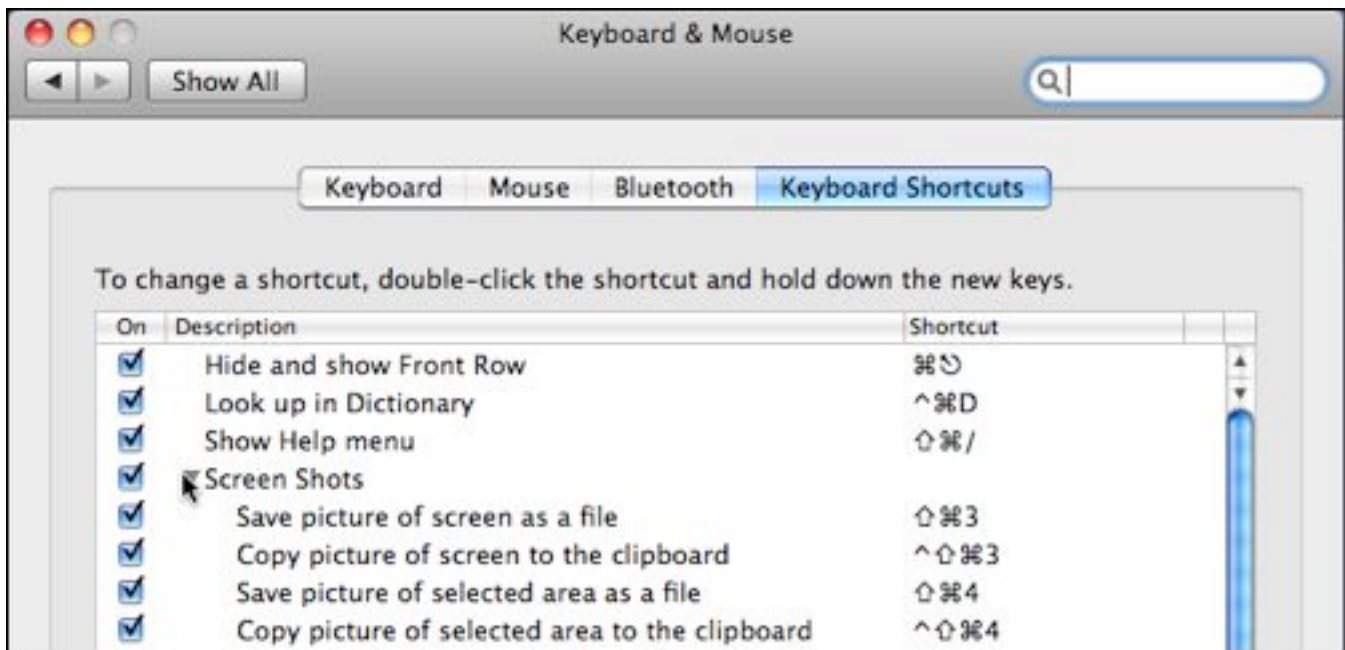 Keyboard & Mouse
Show All
Keyboard Mouse Bluetooth Keyboard Shortcuts
To change a shortcut, double-click the shortcut and hold down the new keys.
On Description Shortcut
Hide and show Front Row ⌘⎋
Look up in Dictionary ^⌘D
Show Help menu ⇧⌘/
Screen Shots
Save picture of screen as a file ⇧⌘3
Copy picture of screen to the clipboard ^⇧⌘3
Save picture of selected area as a file ⇧⌘4
Copy picture of selected area to the clipboard ^⇧⌘4